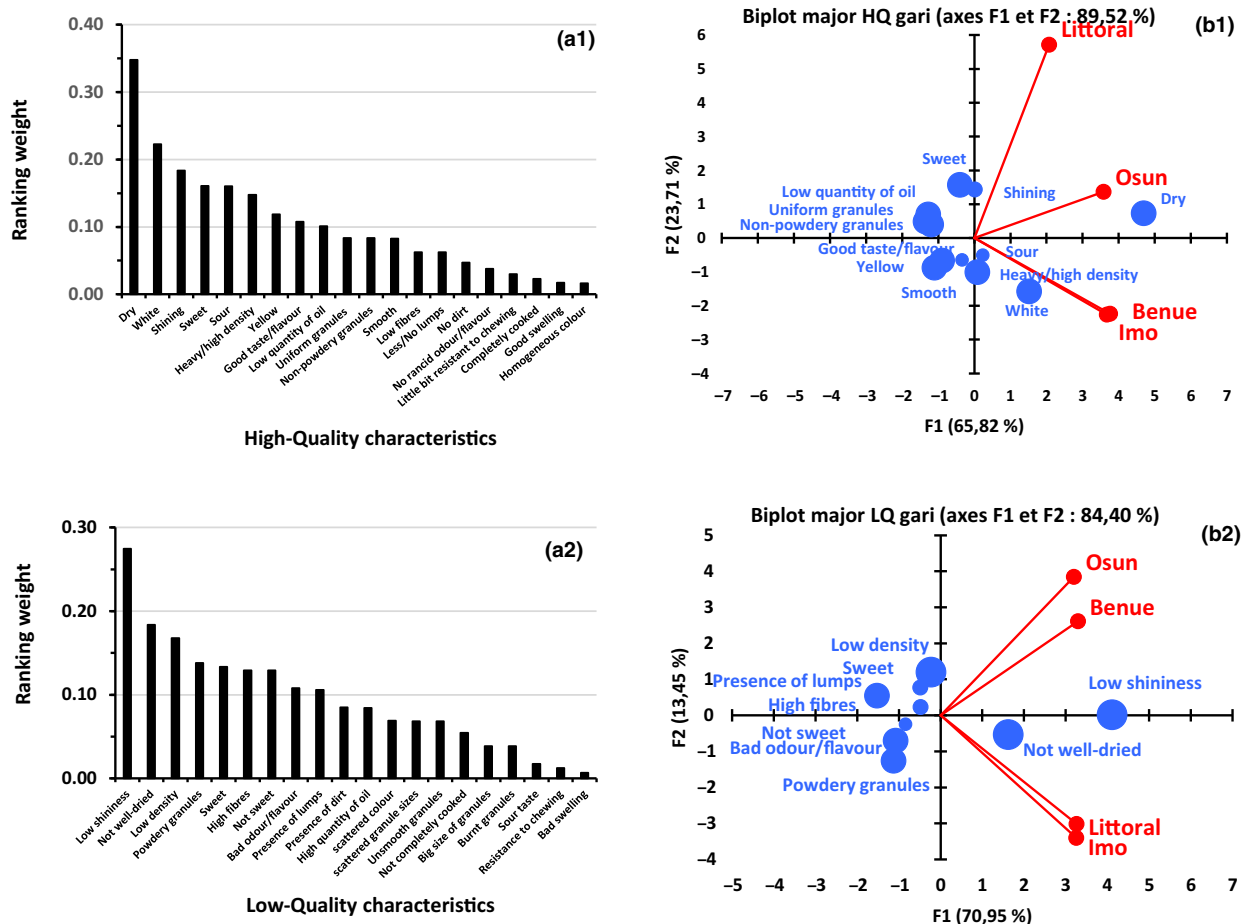 (a1)
Ranking weight
0.40
0.30
0.20
0.10
0.00
Dry
White
Shining
Sweet
Sour
Heavy/high density
Yellow
Good taste/flavour
Low quantity of oil
Uniform granules
Non-powdery granules
Smooth
Low fibres
Less/No lumps
No dirt
No rancid odour/flavour
Little bit resistant to chewing
Completely cooked
Good swelling
Homogeneous colour
High-Quality characteristics
Biplot major HQ gari (axes F1 et F2 : 89,52 %)
(b1)
F2 (23,71 %)
6
5
4
3
2
1
0
−1
−2
−3
−4
Littoral
Sweet
Osun
Low quantity of oil
Shining
Dry
Uniform granules
Non-powdery granules
Good taste/flavour
Sour
Yellow
Heavy/high density
Smooth
White
Benue
Imo
−7 −6 −5 −4 −3 −2 −1 0 1 2 3 4 5 6 7
F1 (65,82 %)
(a2)
Ranking weight
0.30
0.20
0.10
0.00
Low shininess
Not well-dried
Low density
Powdery granules
Sweet
High fibres
Not sweet
Bad odour/flavour
Presence of lumps
Presence of dirt
High quantity of oil
scattered colour
scattered granule sizes
Unsmooth granules
Not completely cooked
Big size of granules
Burnt granules
Sour taste
Resistance to chewing
Bad swelling
Low-Quality characteristics
Biplot major LQ gari (axes F1 et F2 : 84,40 %)
(b2)
F2 (13,45 %)
5
4
3
2
1
0
−1
−2
−3
−4
Osun
Benue
Low density
Sweet
Presence of lumps
Low shininess
High fibres
Not sweet
Bad odour/flavour
Not well-dried
Powdery granules
Littoral
Imo
−5 −4 −3 −2 −1 0 1 2 3 4 5 6 7
F1 (70,95 %)